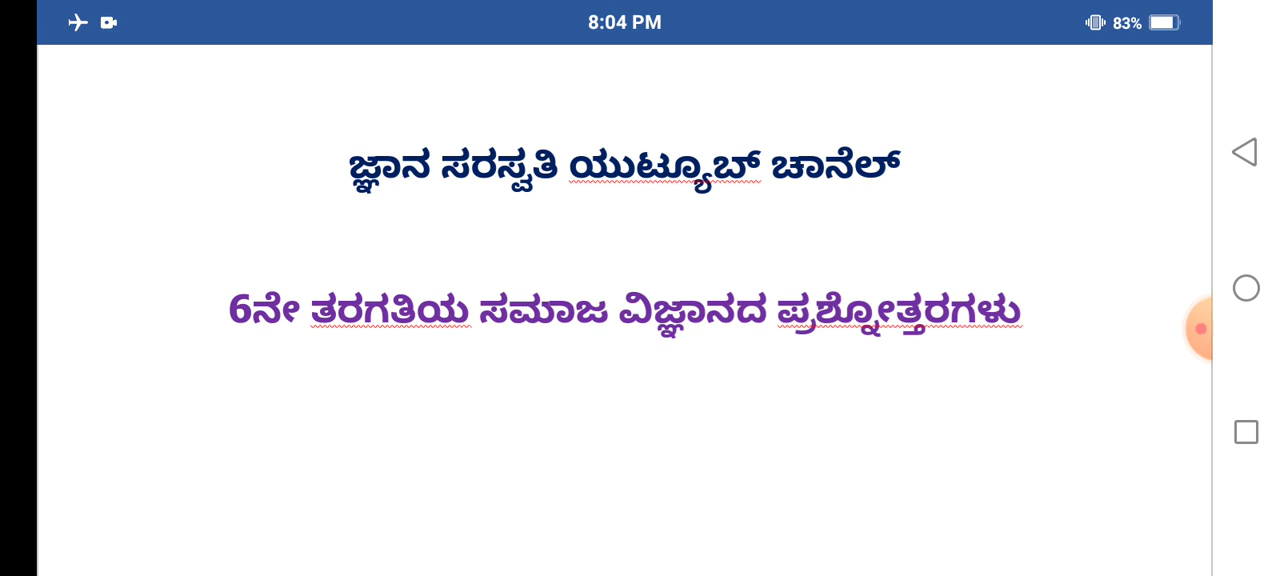 8:04 PM 83%
ಜ್ಞಾನ ಸರಸ್ವತಿ ಯುಟ್ಯೂಬ್ ಚಾನೆಲ್
6ನೇ ತರಗತಿಯ ಸಮಾಜ ವಿಜ್ಞಾನದ ಪ್ರಶ್ನೋತ್ತರಗಳು